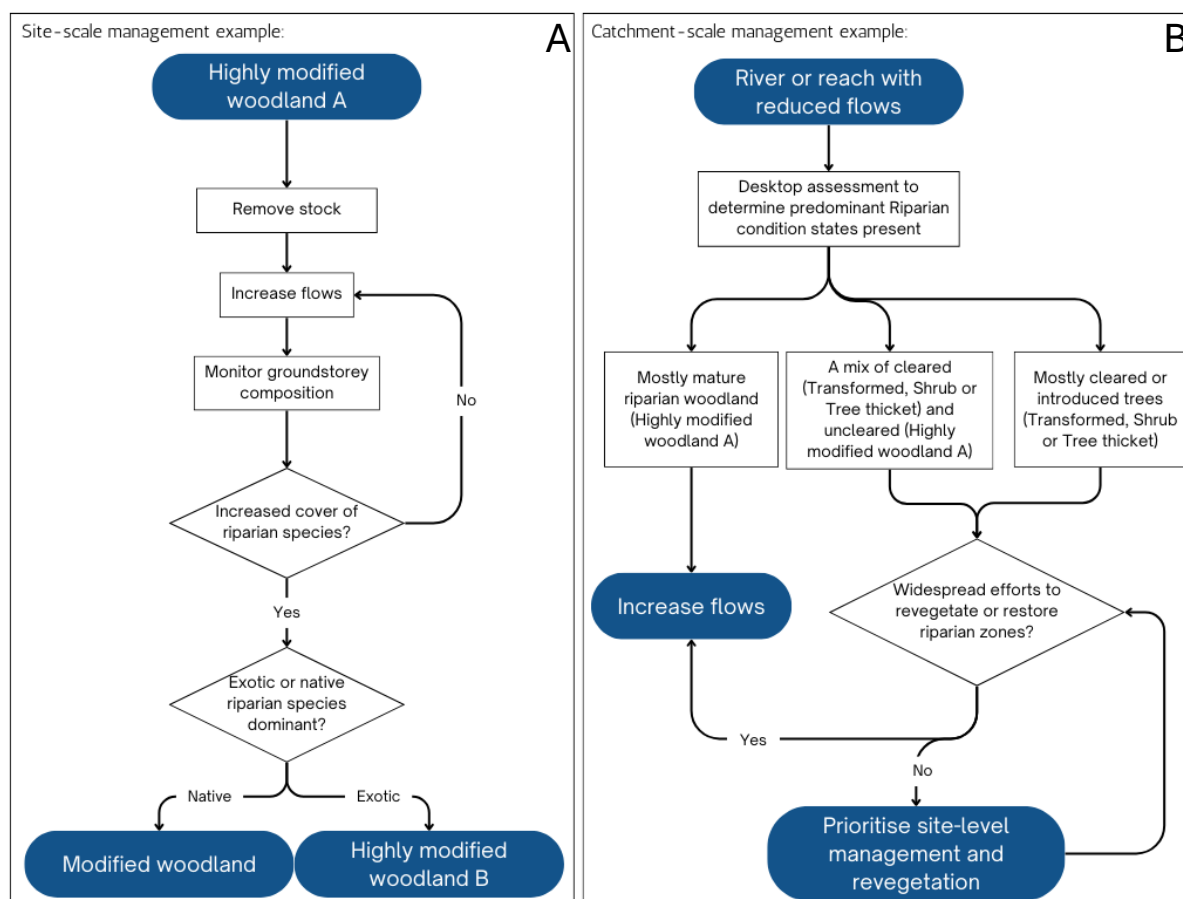 Site-scale management example:
A
Highly modified
woodland A
Remove stock
Increase flows
Monitor groundstorey
composition
No
Increased cover of
riparian species?
Yes
Exotic or native
riparian species
dominant?
Native
Exotic
Modified woodland
Highly modified
woodland B
Catchment-scale management example:
B
River or reach with
reduced flows
Desktop assessment to
determine predominant Riparian
condition states present
Mostly mature
riparian woodland
(Highly modified
woodland A)
A mix of cleared
(Transformed, Shrub or
Tree thicket) and
uncleared (Highly
modified woodland A)
Mostly cleared or
introduced trees
(Transformed, Shrub
or Tree thicket)
Increase flows
Widespread efforts to
revegetate or restore
riparian zones?
Yes
No
Prioritise site-level
management and
revegetation